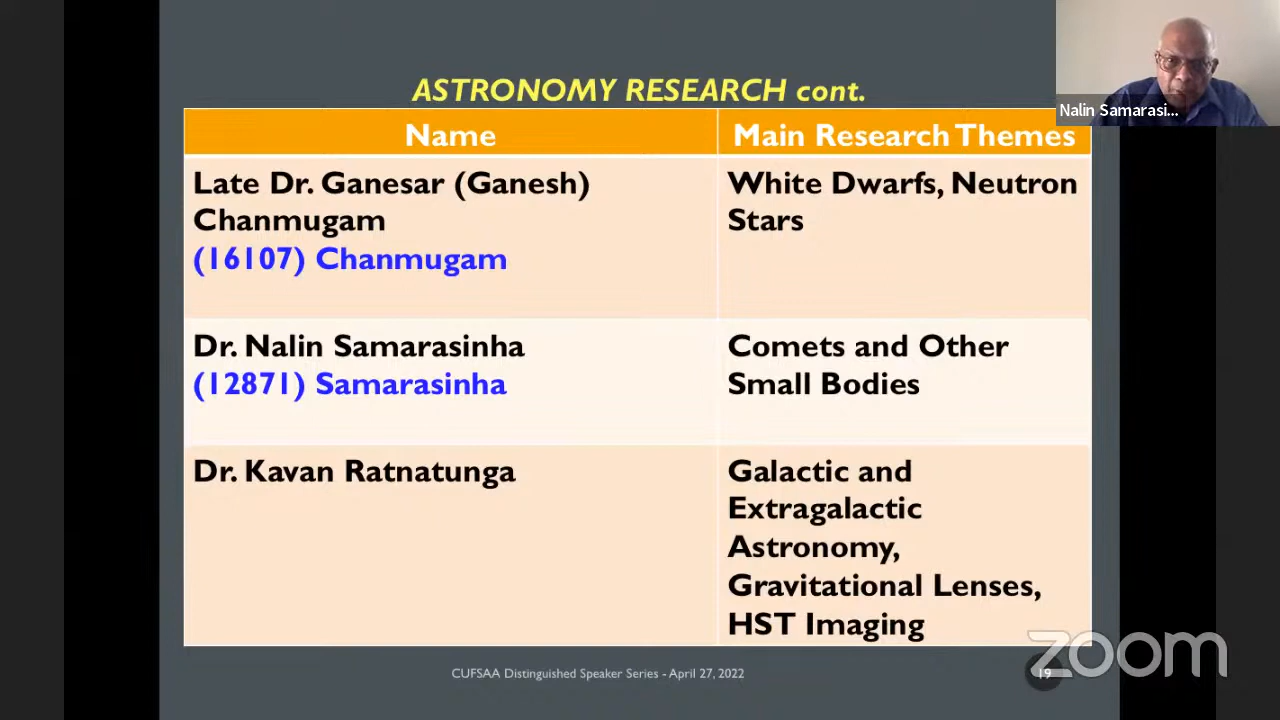 ASTRONOMY RESEARCH cont.
Nalin Samarasi...
Name
Main Research Themes
Late Dr. Ganesar (Ganesh)
Chanmugam
(16107) Chanmugam
White Dwarfs, Neutron
Stars
Dr. Nalin Samarasinha
(12871) Samarasinha
Comets and Other
Small Bodies
Dr. Kavan Ratnatunga
Galactic and
Extragalactic
Astronomy,
Gravitational Lenses,
HST Imaging
CUFSAA Distinguished Speaker Series - April 27, 2022
19
zoom